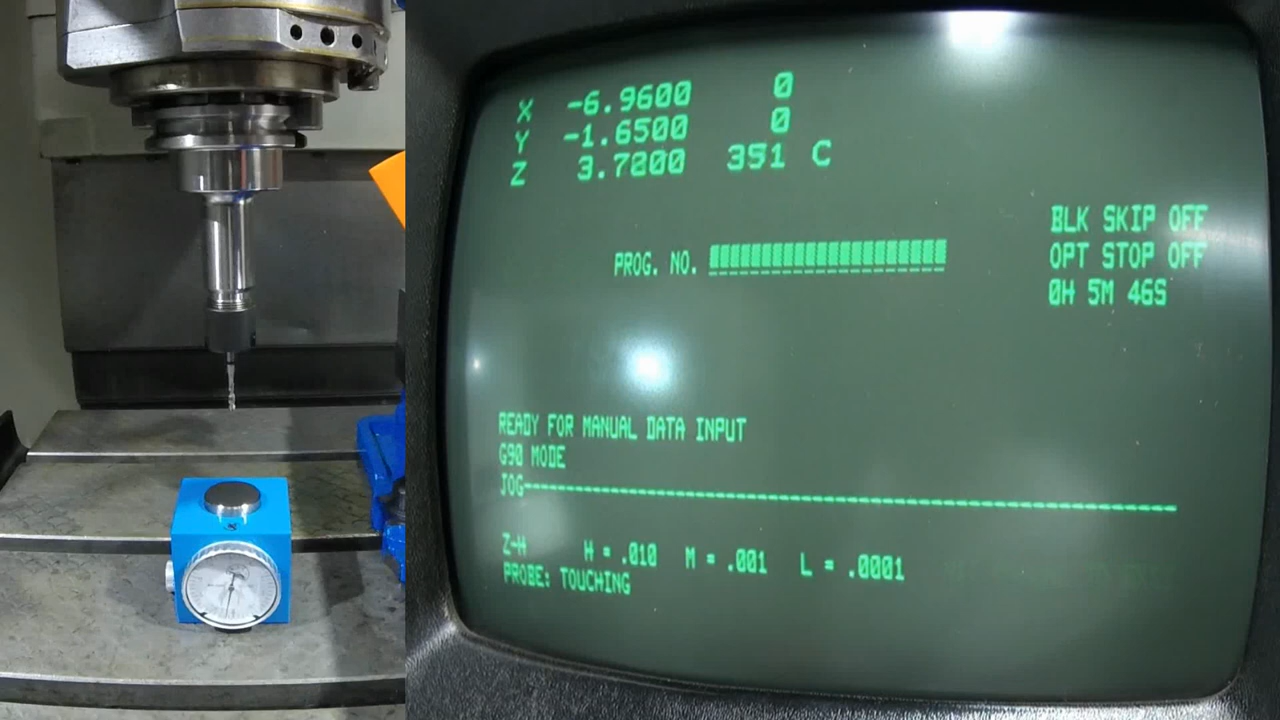 X -6.9600 0
Y -1.6500 0
Z 3.7200 351 C
BLK SKIP OFF
PROG. NO.
OPT STOP OFF
0H 5M 46S
READY FOR MANUAL DATA INPUT
G90 MODE
JOG
Z-H H = .010 M = .001 L = .0001
PROBE: TOUCHING